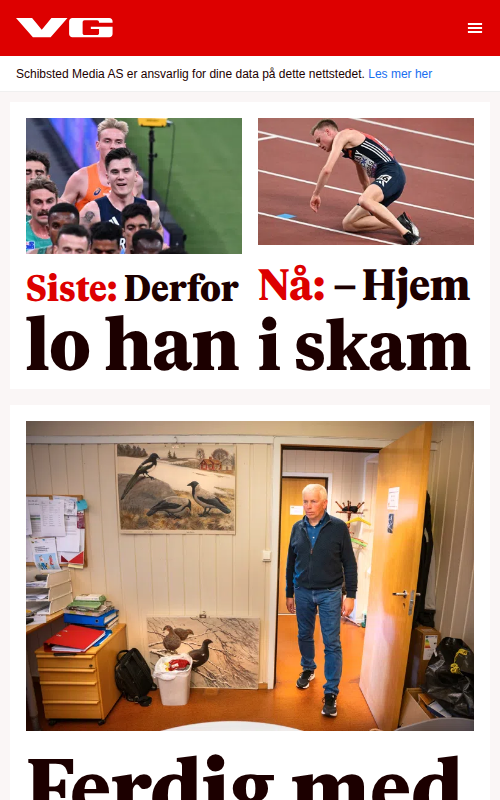 VG
Schibsted Media AS er ansvarlig for dine data på dette nettstedet. Les mer her
Siste: Derfor
lo han
Nå: – Hjem
i skam
Ferdig med